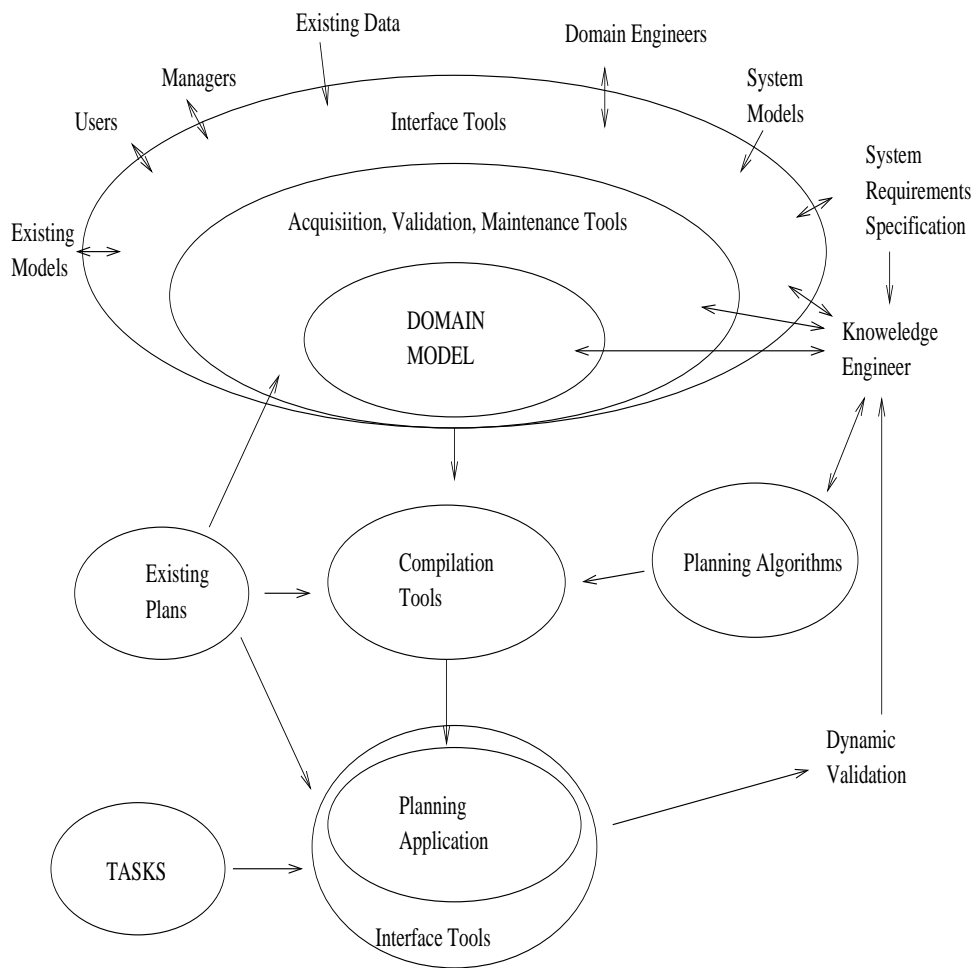 Existing Data
Domain Engineers
Managers
System
Models
Users
Interface Tools
System
Requirements
Specification
Acquisiition, Validation, Maintenance Tools
Existing
Models
DOMAIN
MODEL
Knoweledge
Engineer
Compilation
Tools
Planning Algorithms
Existing
Plans
Dynamic
Validation
Planning
Application
TASKS
Interface Tools